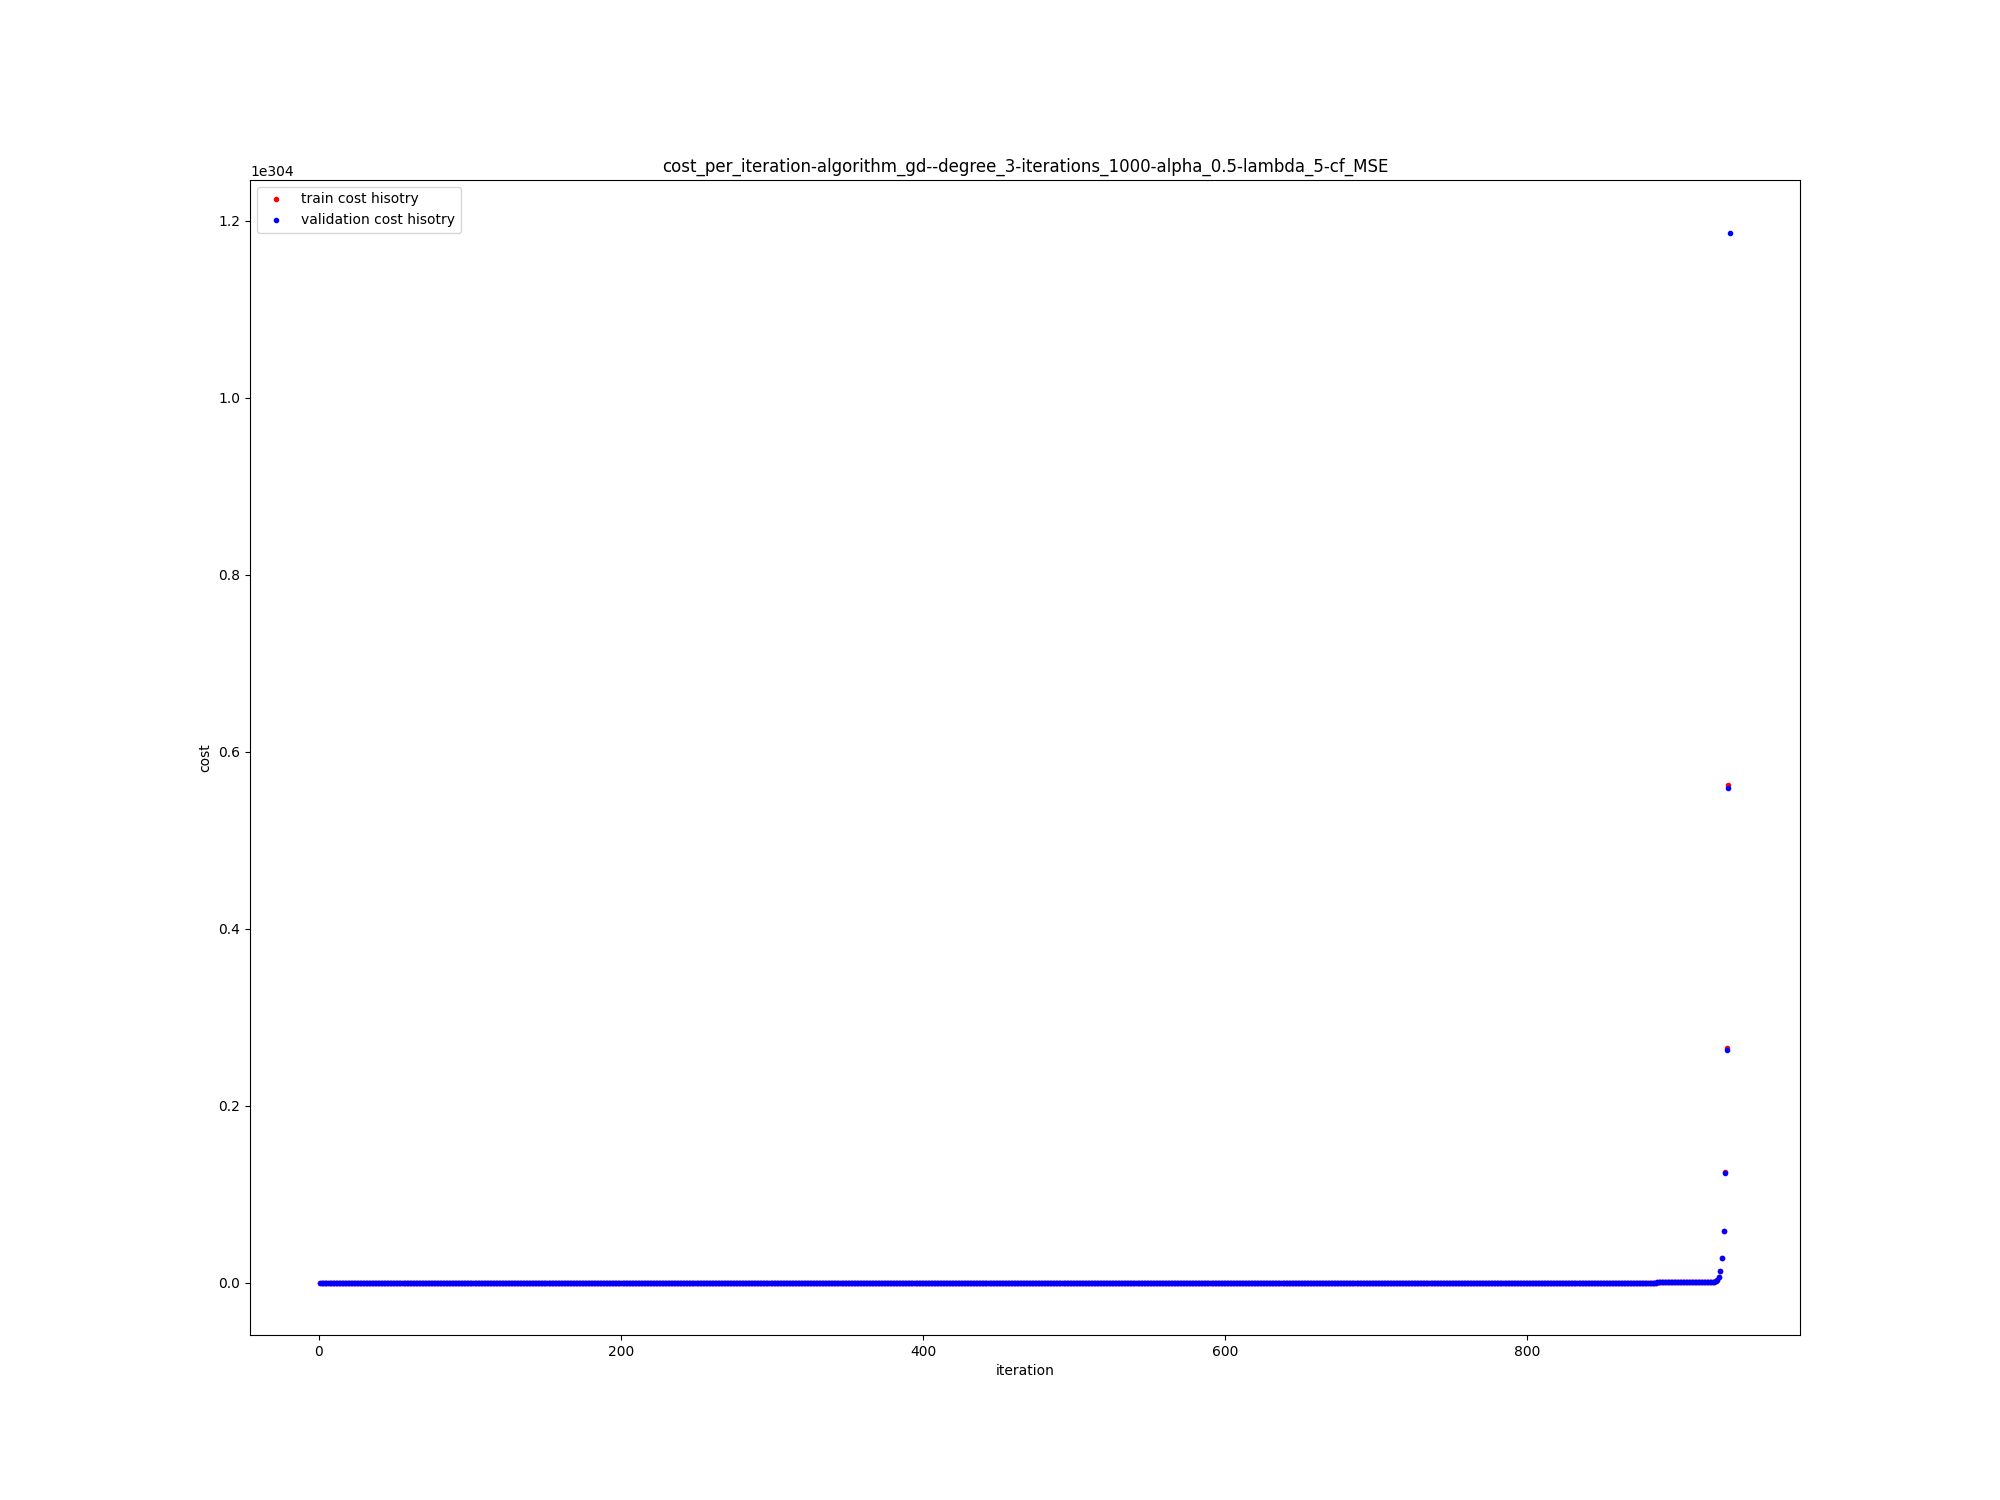 cost_per_iteration-algorithm_gd--degree_3-iterations_1000-alpha_0.5-lambda_5-cf_MSE
1e304
train cost hisotry
validation cost hisotry
1.2
1.0
0.8
0.6
cost
0.4
0.2
0.0
0 200 400 600 800
iteration